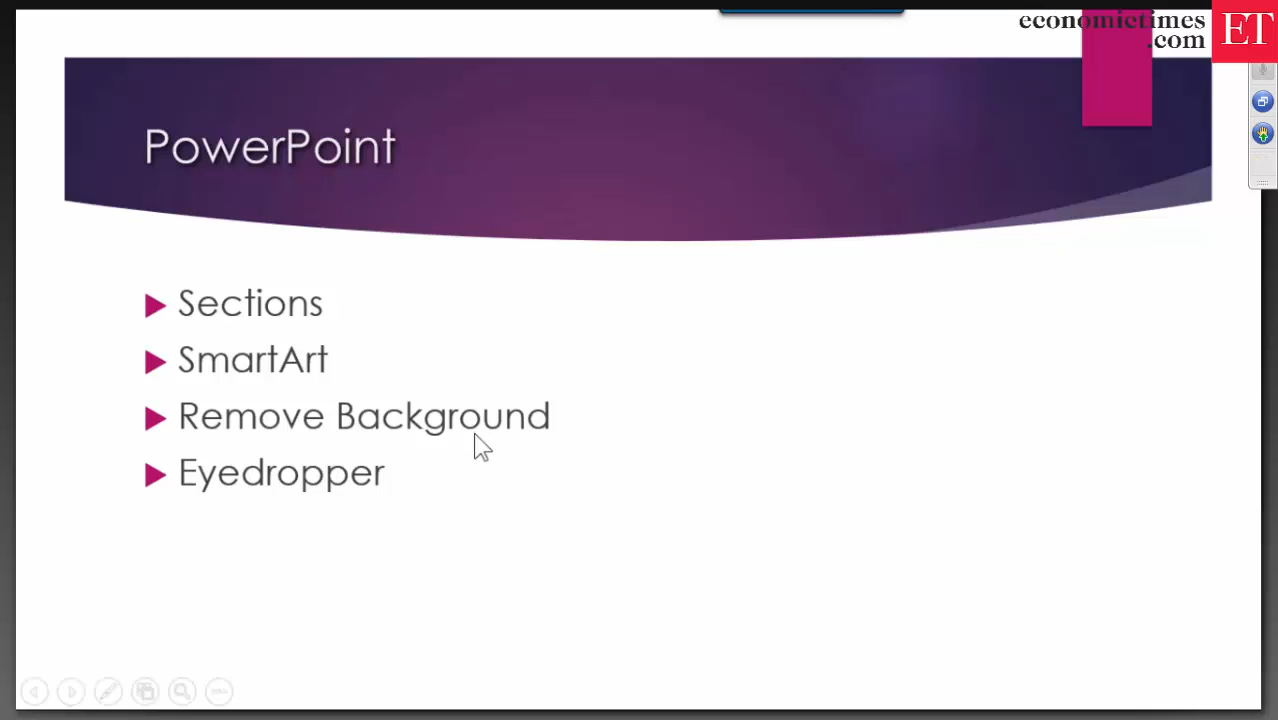 economictimes
.com
ET
PowerPoint
Sections
SmartArt
Remove Background
Eyedropper